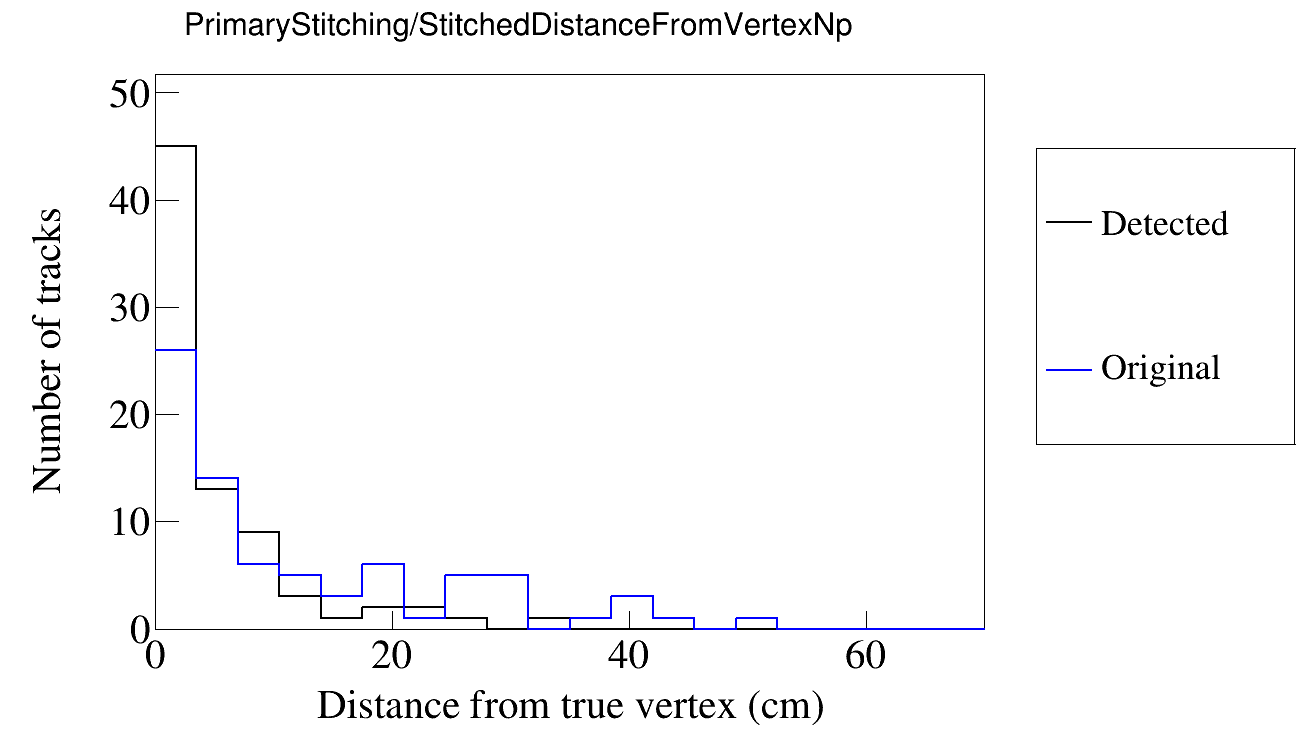 PrimaryStitching/StitchedDistanceFromVertexNp
50
40
30
20
10
0
0 20 40 60
Number of tracks
Distance from true vertex (cm)
Detected
Original